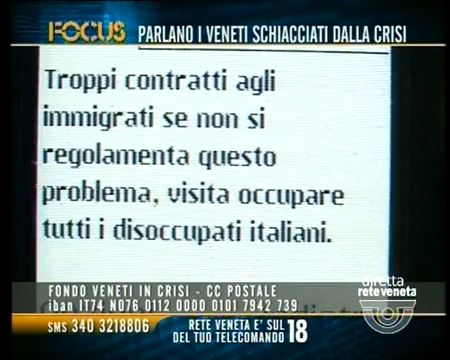 FOCUS PARLANO I VENETI SCHIACCIATI DALLA CRISI
Troppi contratti agli
immigrati se non si
regolamenta questo
problema, visita occupare
tutti i disoccupati italiani.
diretta
reteveneta
FONDO VENETI IN CRISI - CC POSTALE
iban IT74 N076 0112 0000 0101 7942 739
SMS 340 3218806
RETE VENETA E' SUL
DEL TUO TELECOMANDO 18